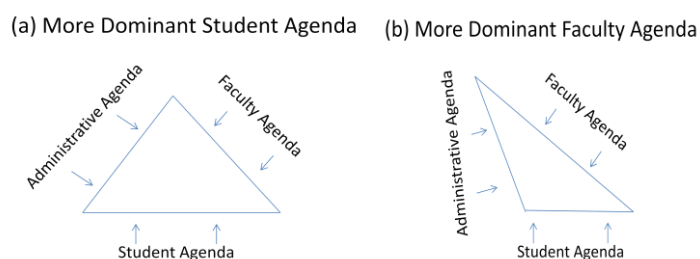 (a) More Dominant Student Agenda
Administrative Agenda
Faculty Agenda
Student Agenda
(b) More Dominant Faculty Agenda
Administrative Agenda
Faculty Agenda
Student Agenda